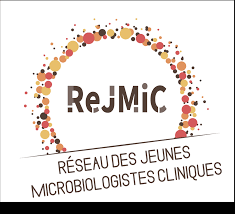 ReJMiC
RÉSEAU DES JEUNES
MICROBIOLOGISTES CLINIQUES